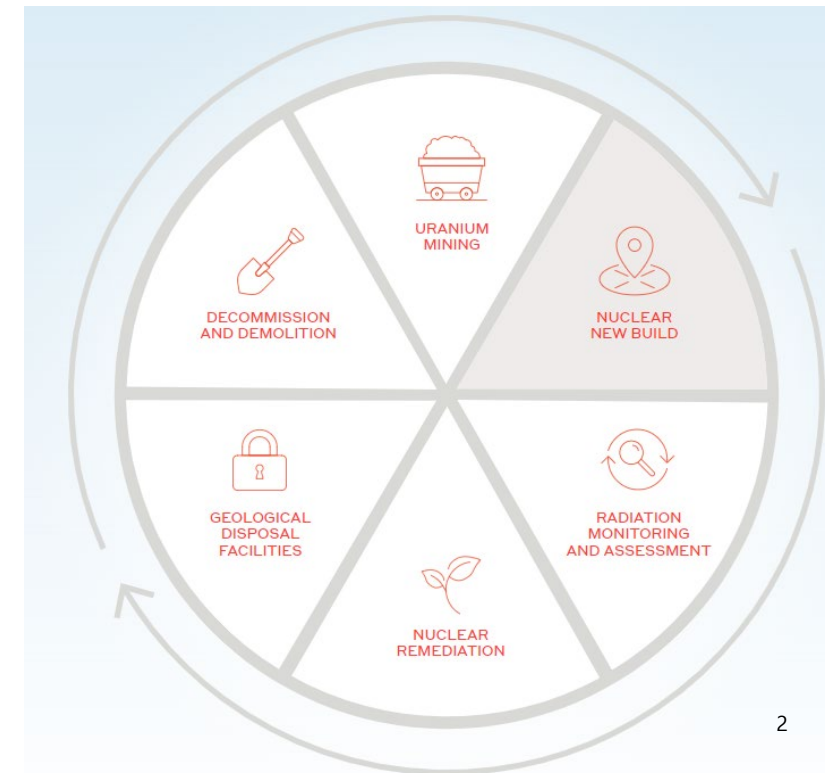 URANIUM
MINING
NUCLEAR
NEW BUILD
RADIATION
MONITORING
AND ASSESSMENT
NUCLEAR
REMEDIATION
GEOLOGICAL
DISPOSAL
FACILITIES
DECOMMISSION
AND DEMOLITION
2